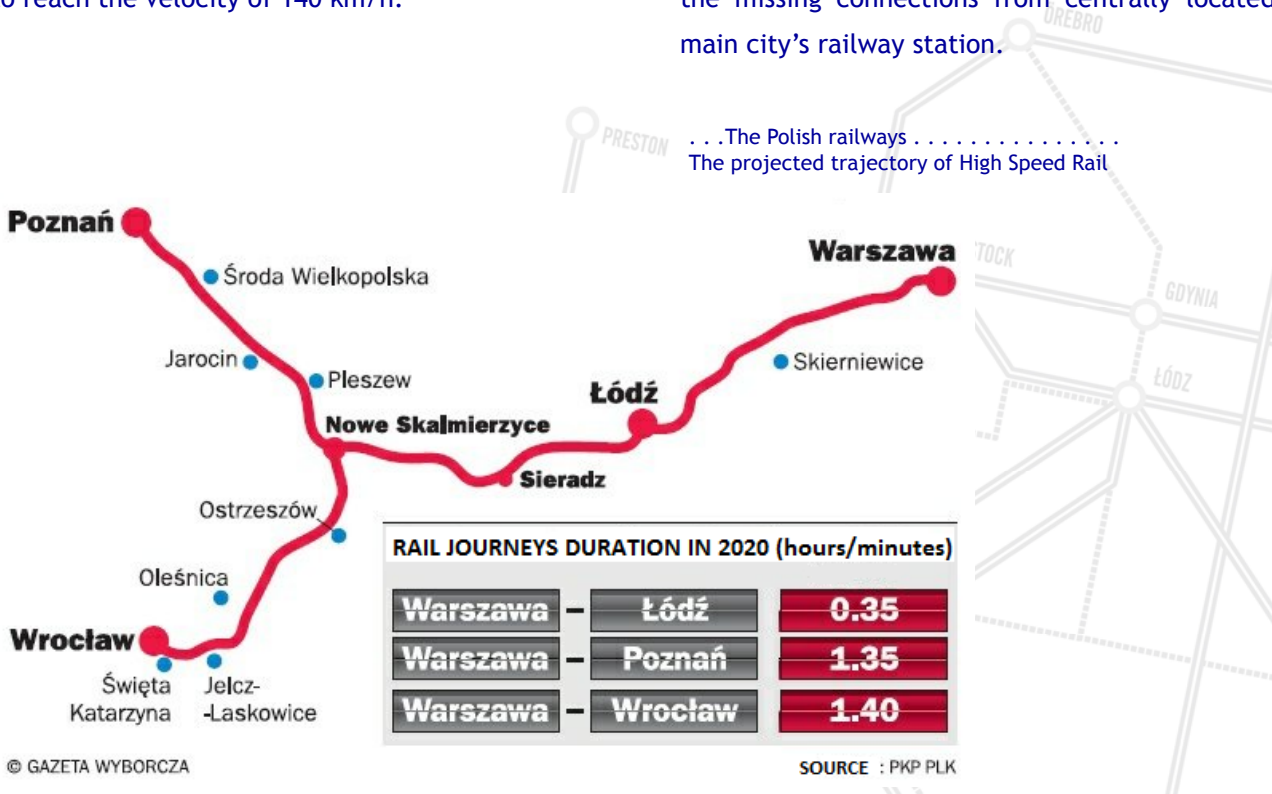 to reach the velocity of 140 km/h.
the missing connections from centrally located
main city's railway station.
ÖREBRO
PRESTON
. . .The Polish railways . . . . . . . . . . . . . . .
The projected trajectory of High Speed Rail
Poznań
Warszawa
GDYNIA
Środa Wielkopolska
Jarocin
Skierniewice
Pleszew
ŁÓDZ
Łódź
Nowe Skalmierzyce
Sieradz
Ostrzeszów
RAIL JOURNEYS DURATION IN 2020 (hours/minutes)
Oleśnica
Warszawa – Łódź 0.35
Wrocław
Warszawa – Poznań 1.35
Święta
Katarzyna
Jelcz-
-Laskowice
Warszawa – Wrocław 1.40
© GAZETA WYBORCZA
SOURCE : PKP PLK